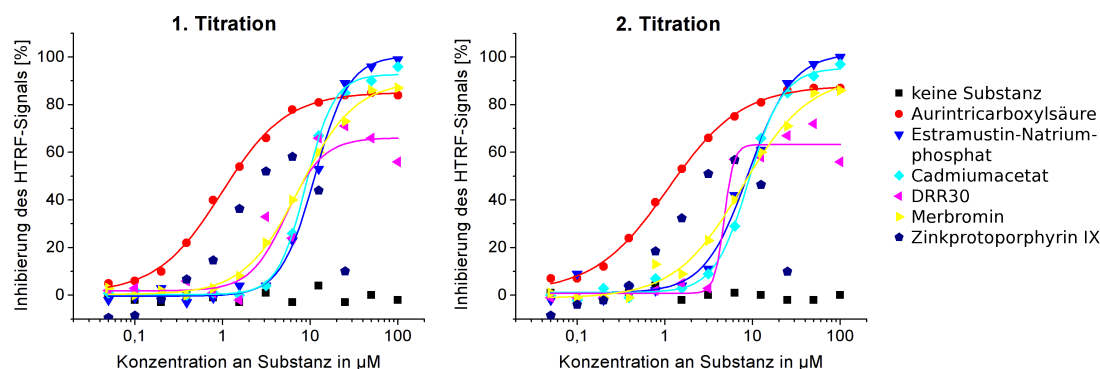 1. Titration
2. Titration
Inhibierung des HTRF-Signals [%]
100
80
60
40
20
0
0,1
1
10
100
Konzentration an Substanz in µM
Inhibierung des HTRF-Signals [%]
100
80
60
40
20
0
0,1
1
10
100
Konzentration an Substanz in µM
keine Substanz
Aurintricarboxylsäure
Estramustin-Natrium-
phosphat
Cadmiumacetat
DRR30
Merbromin
Zinkprotoporphyrin IX